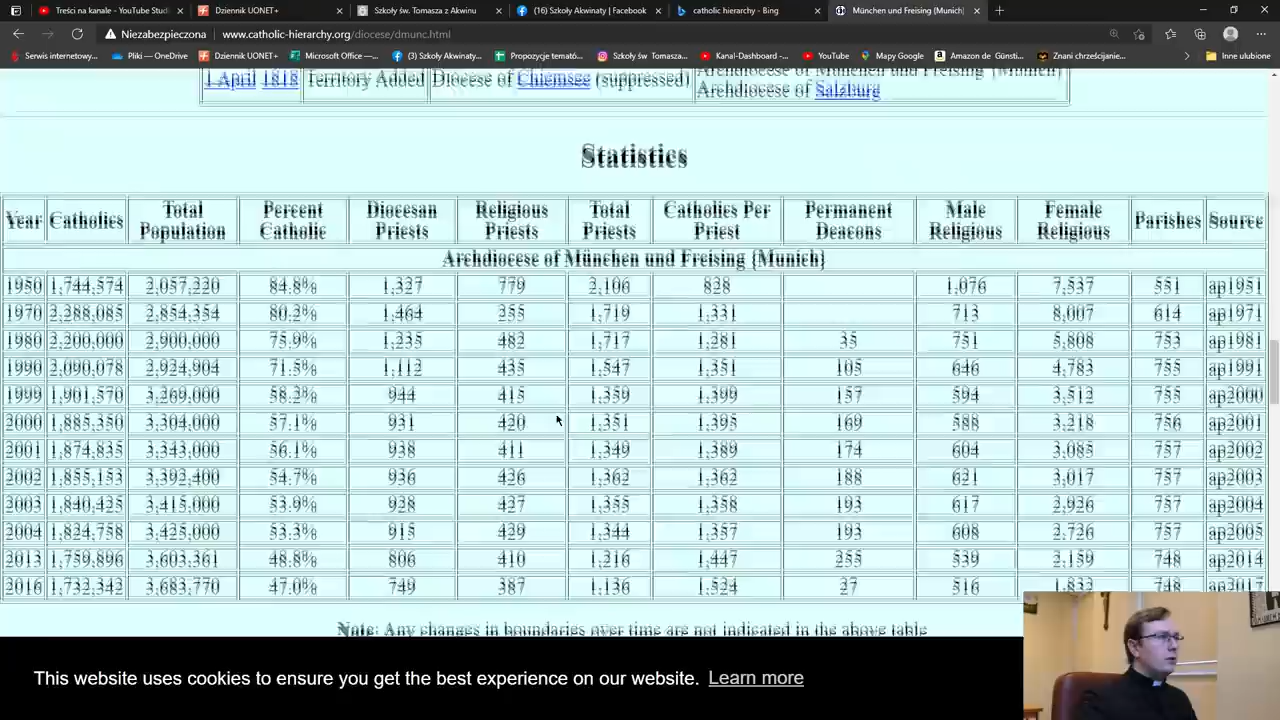 Treści na kanale - YouTube Studi
Dziennik UONET+
Szkoły św. Tomasza z Akwinu
(16) Szkoły Akwinaty | Facebook
catholic hierarchy - Bing
München und Freising (Munich)
Niezabezpieczona
www.catholic-hierarchy.org/diocese/dmunc.html
Serwis internetowy...
Pliki — OneDrive
Dziennik UONET+
Microsoft Office —...
(3) Szkoły Akwinaty...
Propozycje temató...
Szkoły św. Tomasza...
Kanal-Dashboard -...
YouTube
Mapy Google
Amazon de Günsti...
Znani chrześcijanie...
Inne ulubione
1 April 1818 Territory Added Diocese of Chiemsee (suppressed) Archdiocese of München und Freising {Munich}
Archdiocese of Salzburg
Statistics
Year Catholics Total Population Percent Catholic Diocesan Priests Religious Priests Total Priests Catholics Per Priest Permanent Deacons Male Religious Female Religious Parishes Source
Archdiocese of München und Freising {Munich}
1950 1,744,574 2,057,220 84.8% 1,327 779 2,106 828 1,076 7,537 551 ap1951
1970 2,288,085 2,854,354 80.2% 1,464 255 1,719 1,331 713 8,007 614 ap1971
1980 2,200,000 2,900,000 75.9% 1,235 482 1,717 1,281 35 751 5,808 753 ap1981
1990 2,090,078 2,924,904 71.5% 1,112 435 1,547 1,351 105 646 4,783 755 ap1991
1999 1,901,570 3,269,000 58.2% 944 415 1,359 1,399 157 594 3,512 755 ap2000
2000 1,885,350 3,304,000 57.1% 931 420 1,351 1,395 169 588 3,218 756 ap2001
2001 1,874,835 3,343,000 56.1% 938 411 1,349 1,389 174 604 3,085 757 ap2002
2002 1,855,153 3,392,400 54.7% 936 426 1,362 1,362 188 621 3,017 757 ap2003
2003 1,840,425 3,415,000 53.9% 928 427 1,355 1,358 193 617 2,926 757 ap2004
2004 1,824,758 3,425,000 53.3% 915 429 1,344 1,357 193 608 2,726 757 ap2005
2013 1,759,896 3,603,361 48.8% 806 410 1,216 1,447 255 539 2,159 748 ap2014
2016 1,732,342 3,683,770 47.0% 749 387 1,136 1,524 27 516 1,832 748 ap2017
Note: Any changes in boundaries over time are not indicated in the above table
This website uses cookies to ensure you get the best experience on our website. Learn more